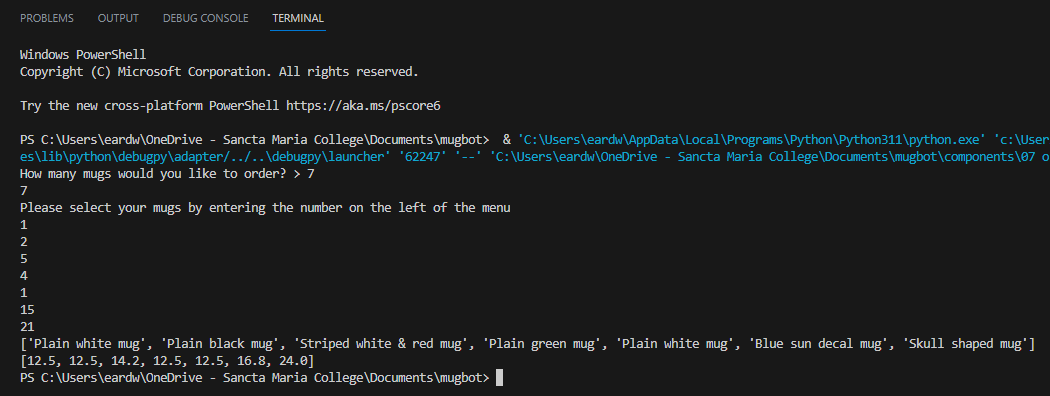 PROBLEMS OUTPUT DEBUG CONSOLE TERMINAL
Windows PowerShell
Copyright (C) Microsoft Corporation. All rights reserved.
Try the new cross-platform PowerShell https://aka.ms/pscore6
PS C:\Users\eardw\OneDrive - Sancta Maria College\Documents\mugbot> & 'C:\Users\eardw\AppData\Local\Programs\Python\Python311\python.exe' 'c:\User
es\lib\python\debugpy\adapter/../..\debugpy\launcher' '62247' '--' 'C:\Users\eardw\OneDrive - Sancta Maria College\Documents\mugbot\components\07 o
How many mugs would you like to order? > 7
7
Please select your mugs by entering the number on the left of the menu
1
2
5
4
1
15
21
['Plain white mug', 'Plain black mug', 'Striped white & red mug', 'Plain green mug', 'Plain white mug', 'Blue sun decal mug', 'Skull shaped mug']
[12.5, 12.5, 14.2, 12.5, 12.5, 16.8, 24.0]
PS C:\Users\eardw\OneDrive - Sancta Maria College\Documents\mugbot>